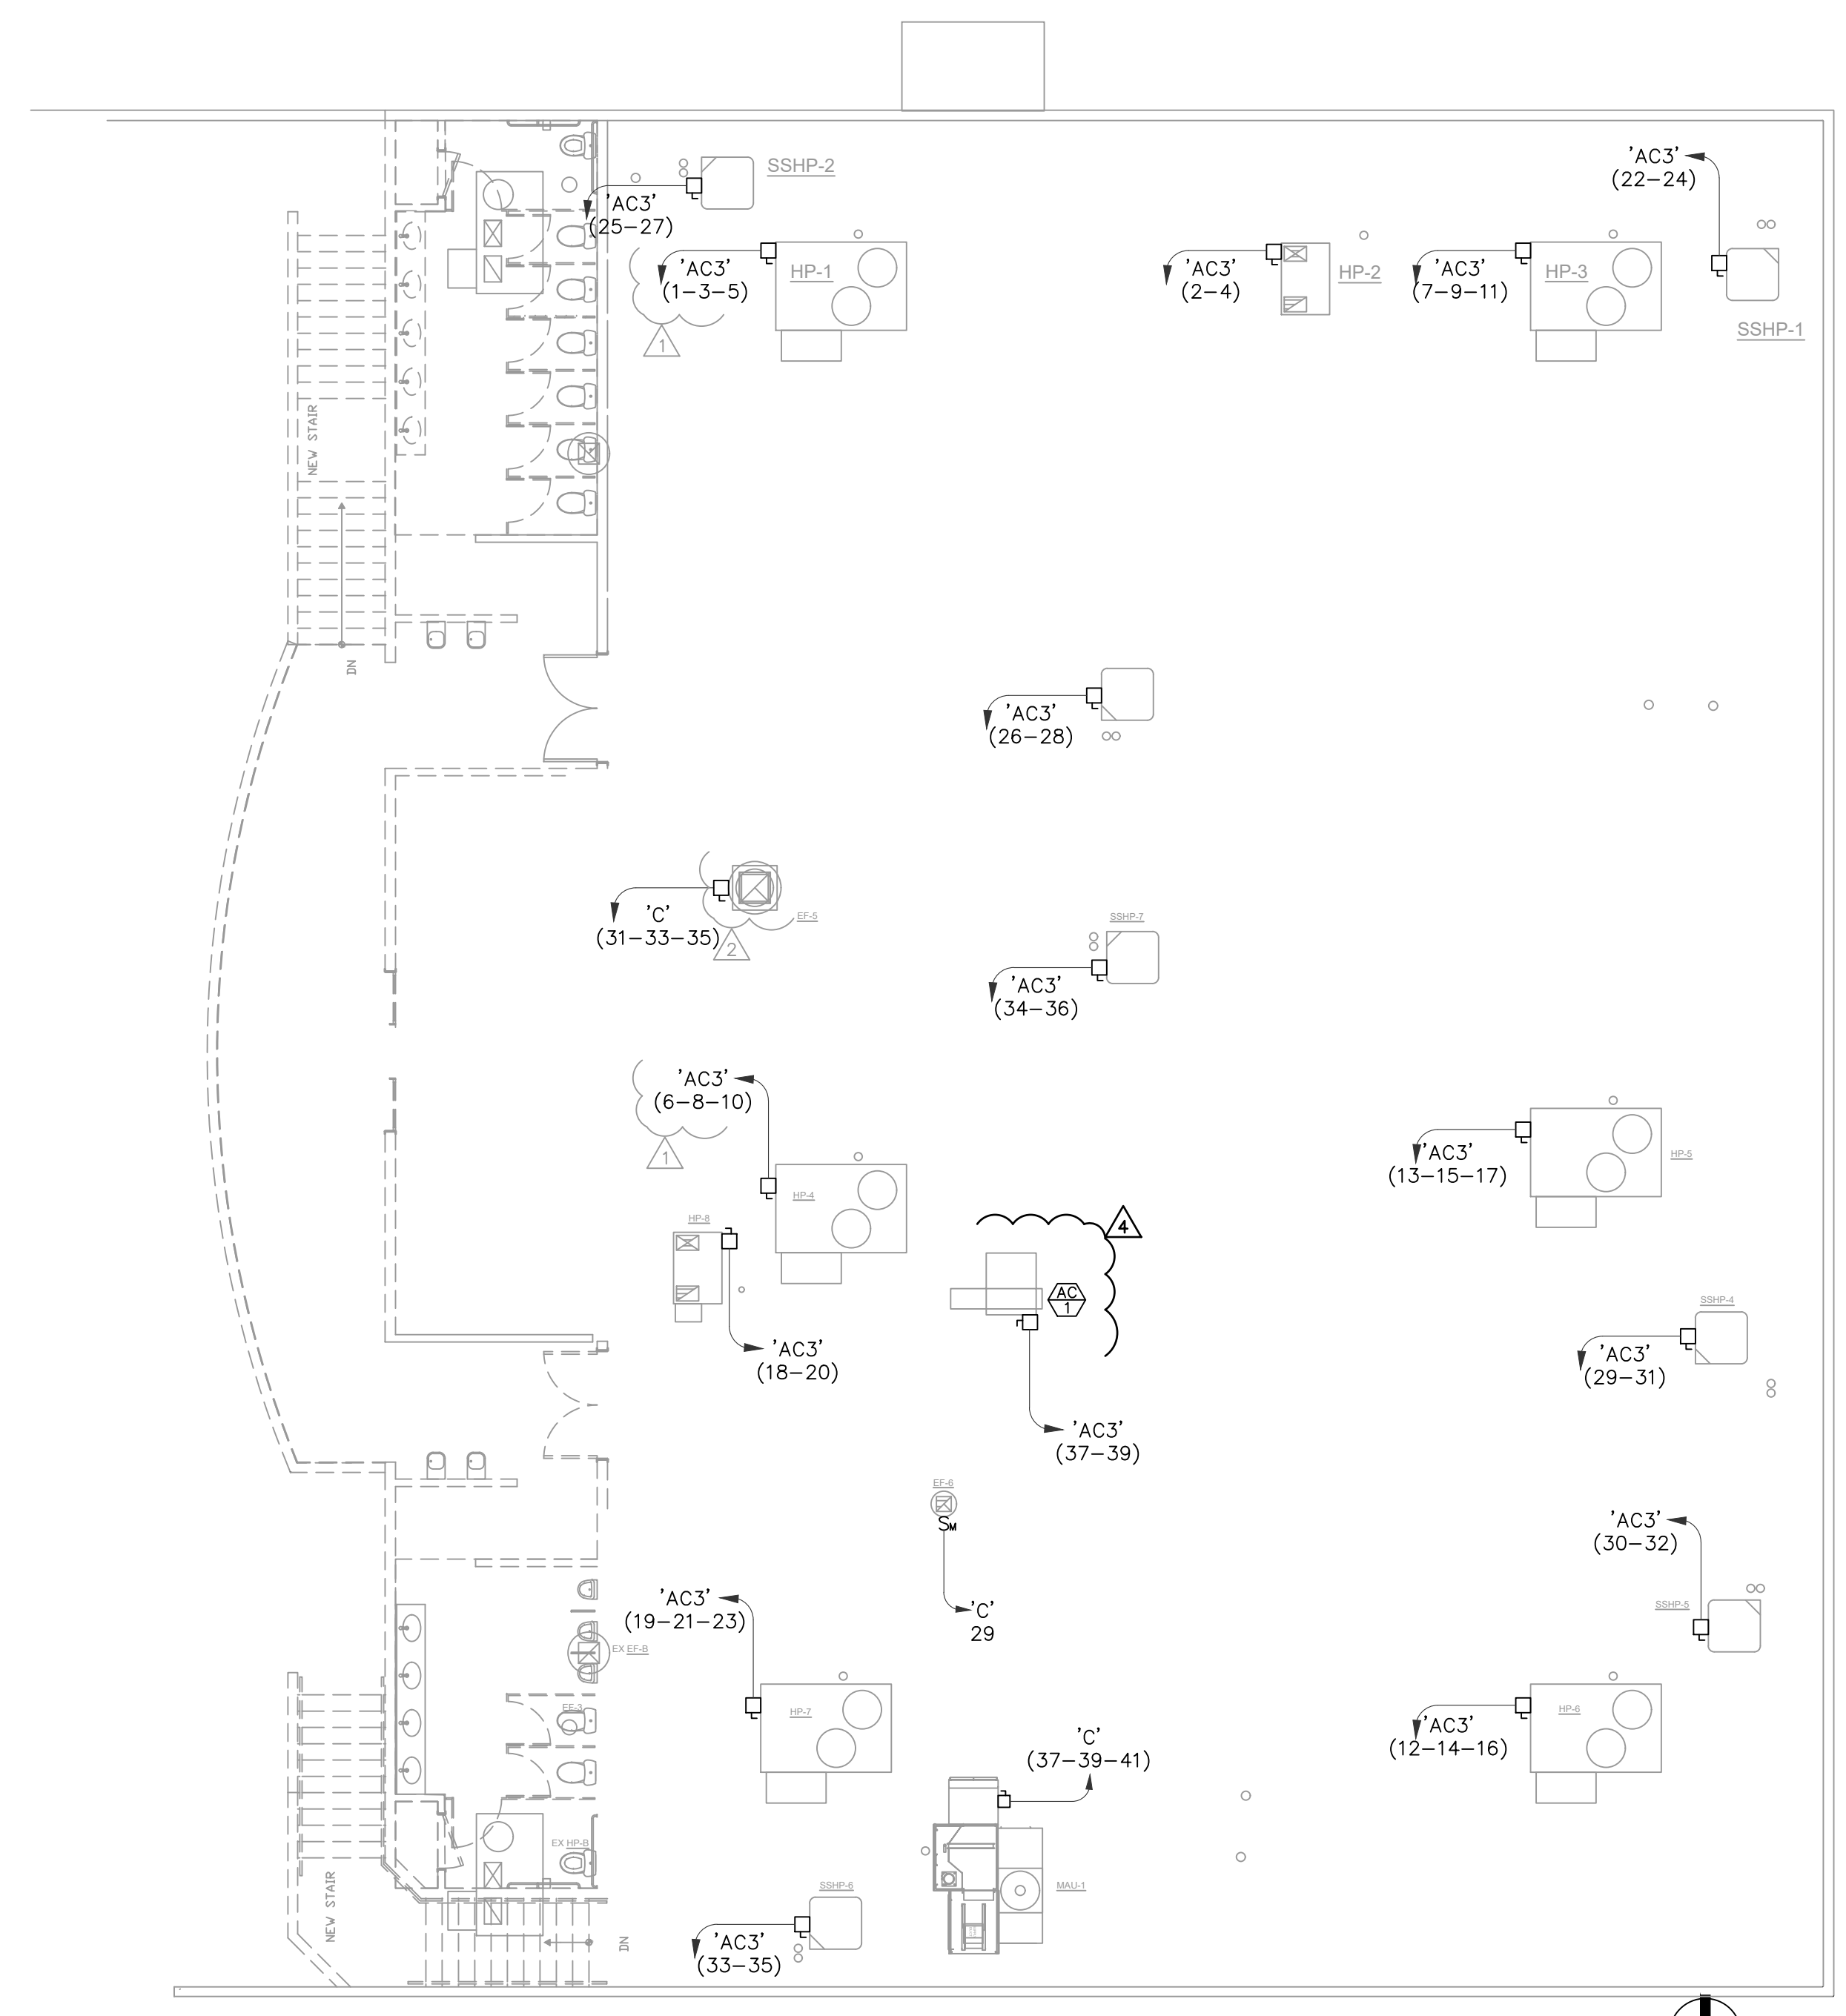 SSHP-2
'AC3'
(25-27)
'AC3'
(22-24)
'AC3'
(1-3-5)
HP-1
1
'AC3'
(2-4)
HP-2
'AC3'
(7-9-11)
HP-3
SSHP-1
NEW STAIR
DN
'AC3'
(26-28)
'C'
(31-33-35)
EF-5
2
SSHP-7
'AC3'
(34-36)
'AC3'
(6-8-10)
1
HP-4
'AC3'
(13-15-17)
HP-5
HP-8
4
AC
1
'AC3'
(18-20)
SSHP-4
'AC3'
(29-31)
'AC3'
(37-39)
EF-6
SM
'C'
29
'AC3'
(30-32)
SSHP-5
'AC3'
(19-21-23)
EX EF-B
EF-3
HP-7
'C'
(37-39-41)
'AC3'
(12-14-16)
HP-6
EX HP-B
MAU-1
SSHP-6
'AC3'
(33-35)
NEW STAIR
DN